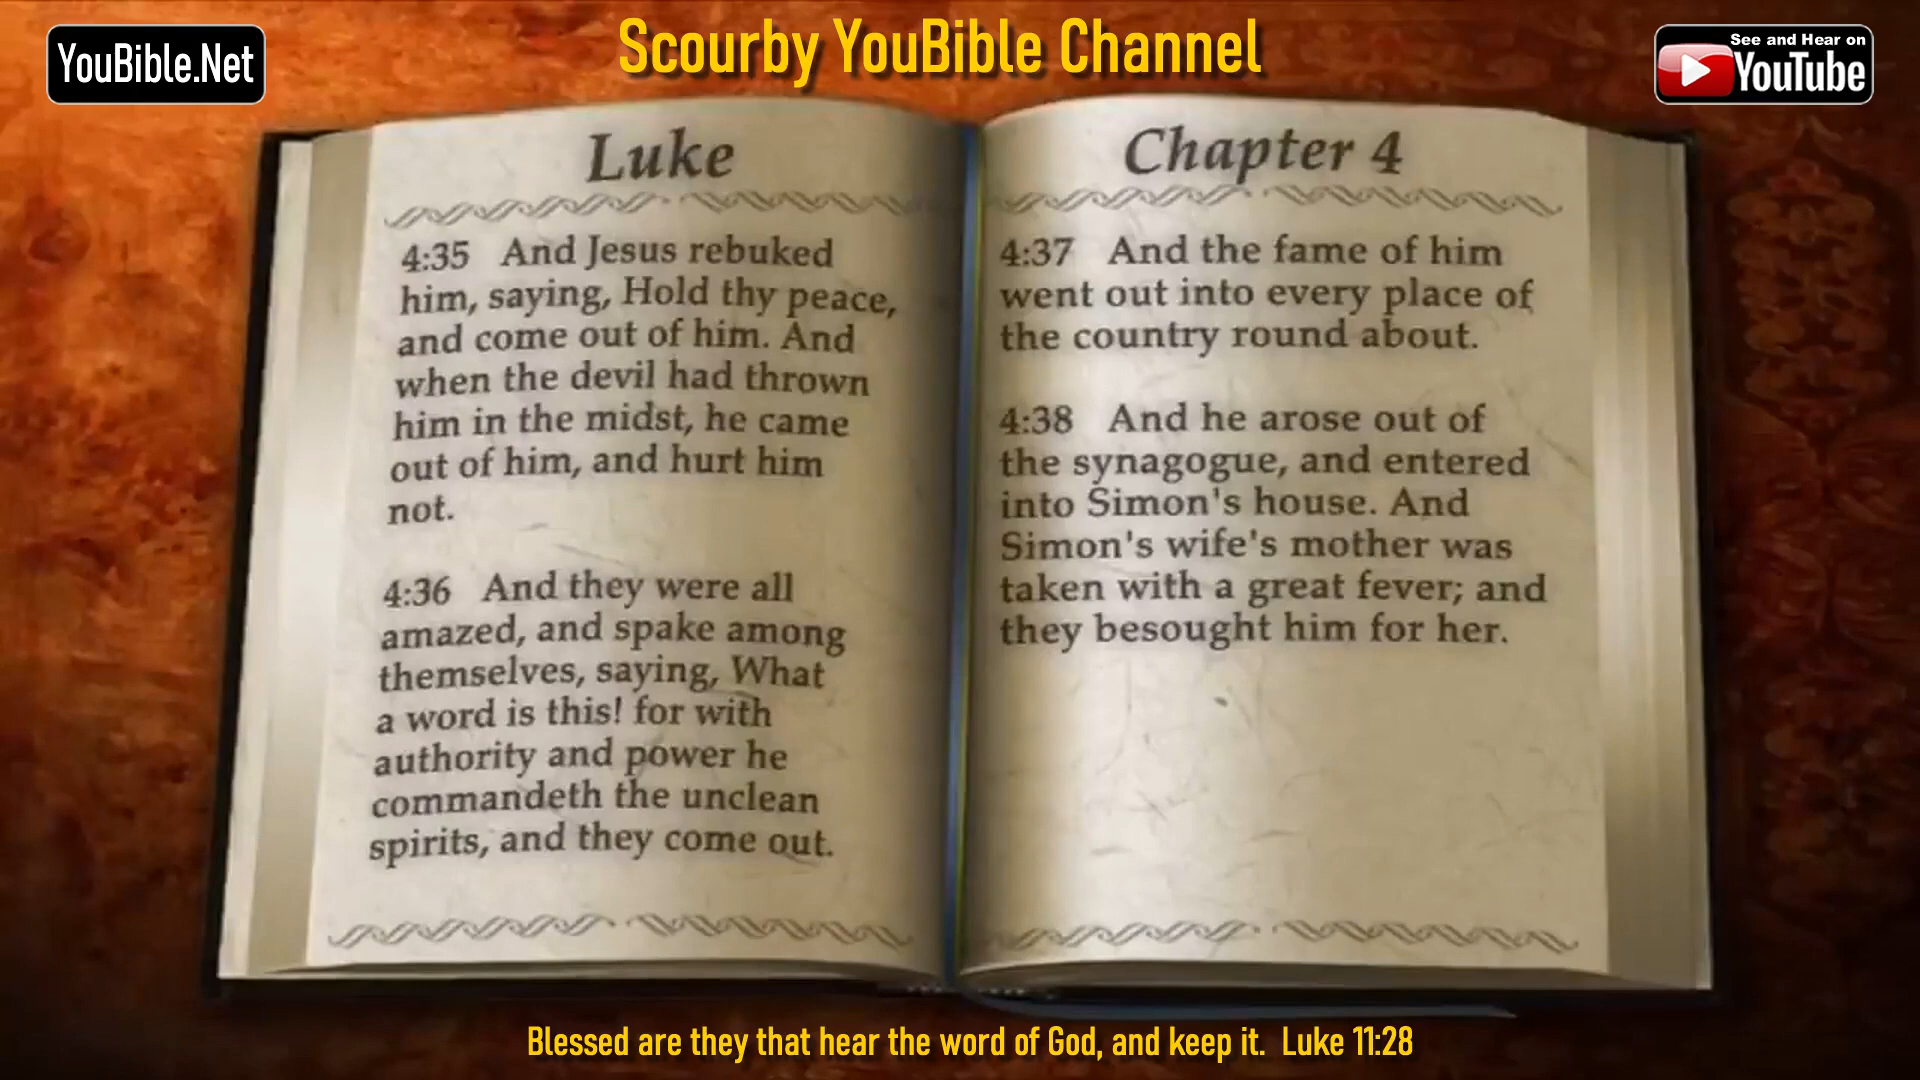 YouBible.Net
Scourby YouBible Channel
See and Hear on
YouTube
Luke
4:35 And Jesus rebuked
him, saying, Hold thy peace,
and come out of him. And
when the devil had thrown
him in the midst, he came
out of him, and hurt him
not.
4:36 And they were all
amazed, and spake among
themselves, saying, What
a word is this! for with
authority and power he
commandeth the unclean
spirits, and they come out.
Chapter 4
4:37 And the fame of him
went out into every place of
the country round about.
4:38 And he arose out of
the synagogue, and entered
into Simon's house. And
Simon's wife's mother was
taken with a great fever; and
they besought him for her.
Blessed are they that hear the word of God, and keep it. Luke 11:28